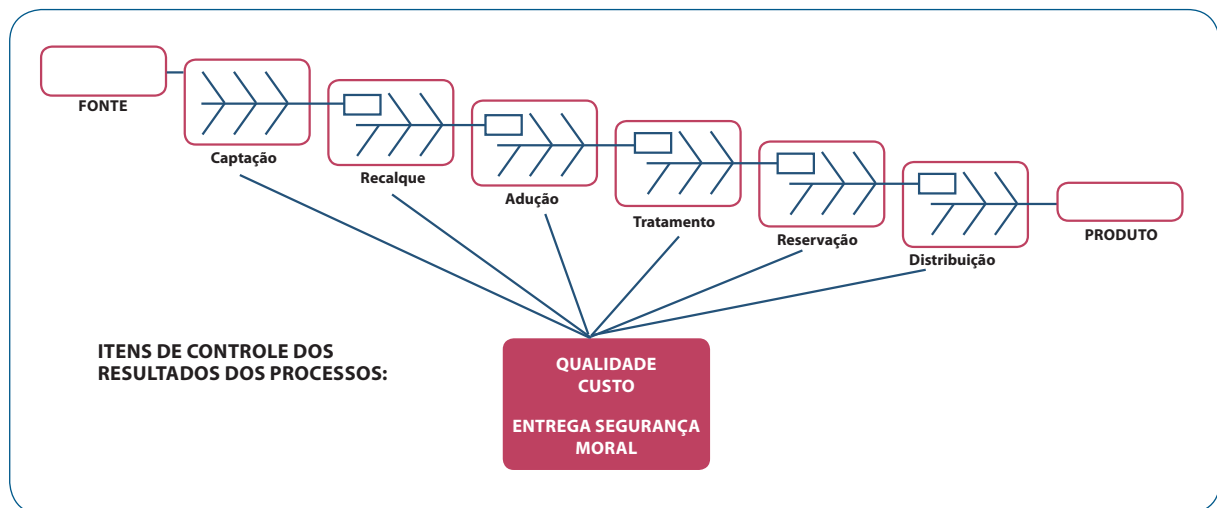 FONTE
Captação
Recalque
Adução
Tratamento
Reservação
Distribuição
PRODUTO
ITENS DE CONTROLE DOS
RESULTADOS DOS PROCESSOS:
QUALIDADE
CUSTO
ENTREGA SEGURANÇA
MORAL